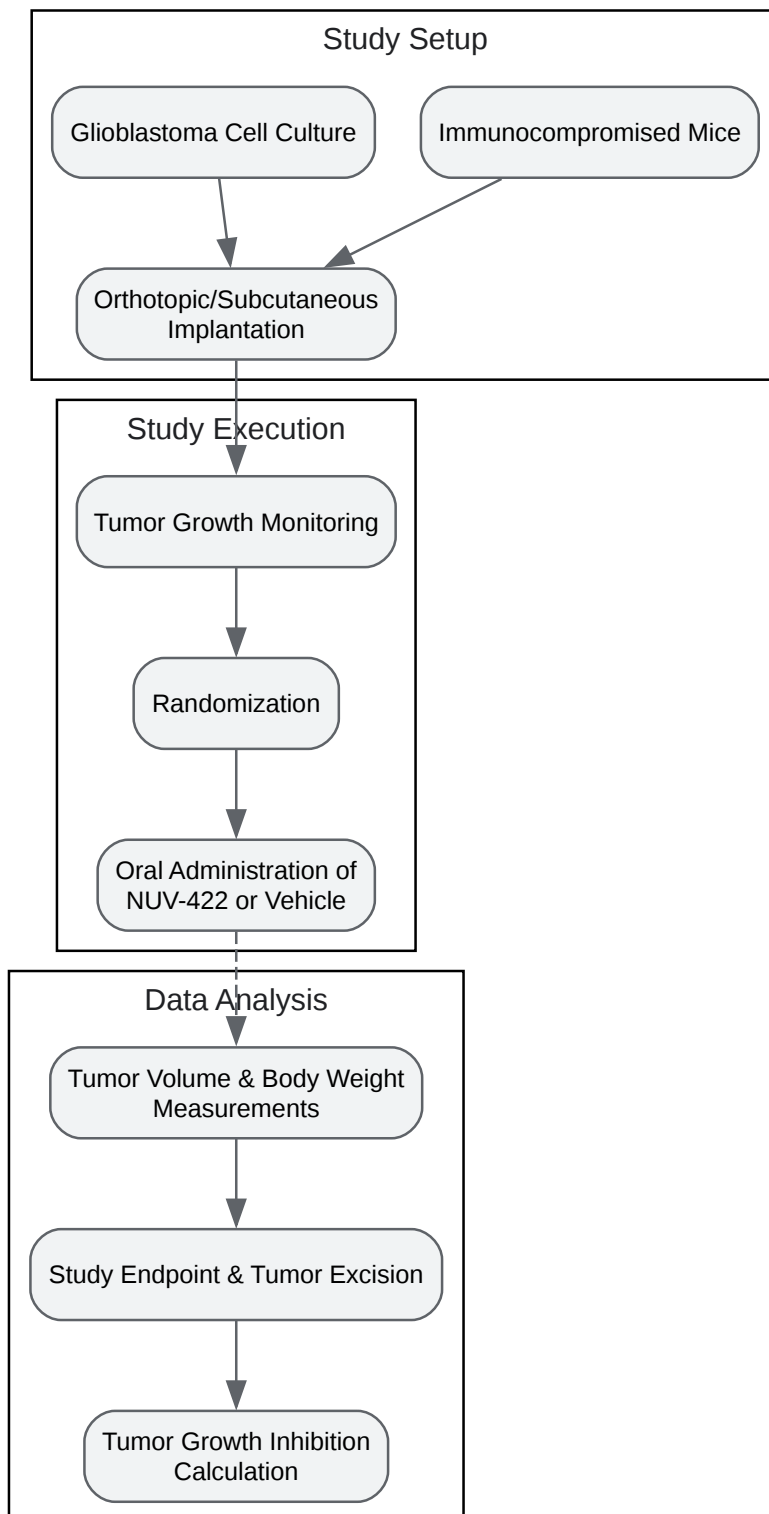 Study Setup
Glioblastoma Cell Culture
Immunocompromised Mice
Orthotopic/Subcutaneous
Implantation
Study Execution
Tumor Growth Monitoring
Randomization
Oral Administration of
NUV-422 or Vehicle
Data Analysis
Tumor Volume & Body Weight
Measurements
Study Endpoint & Tumor Excision
Tumor Growth Inhibition
Calculation